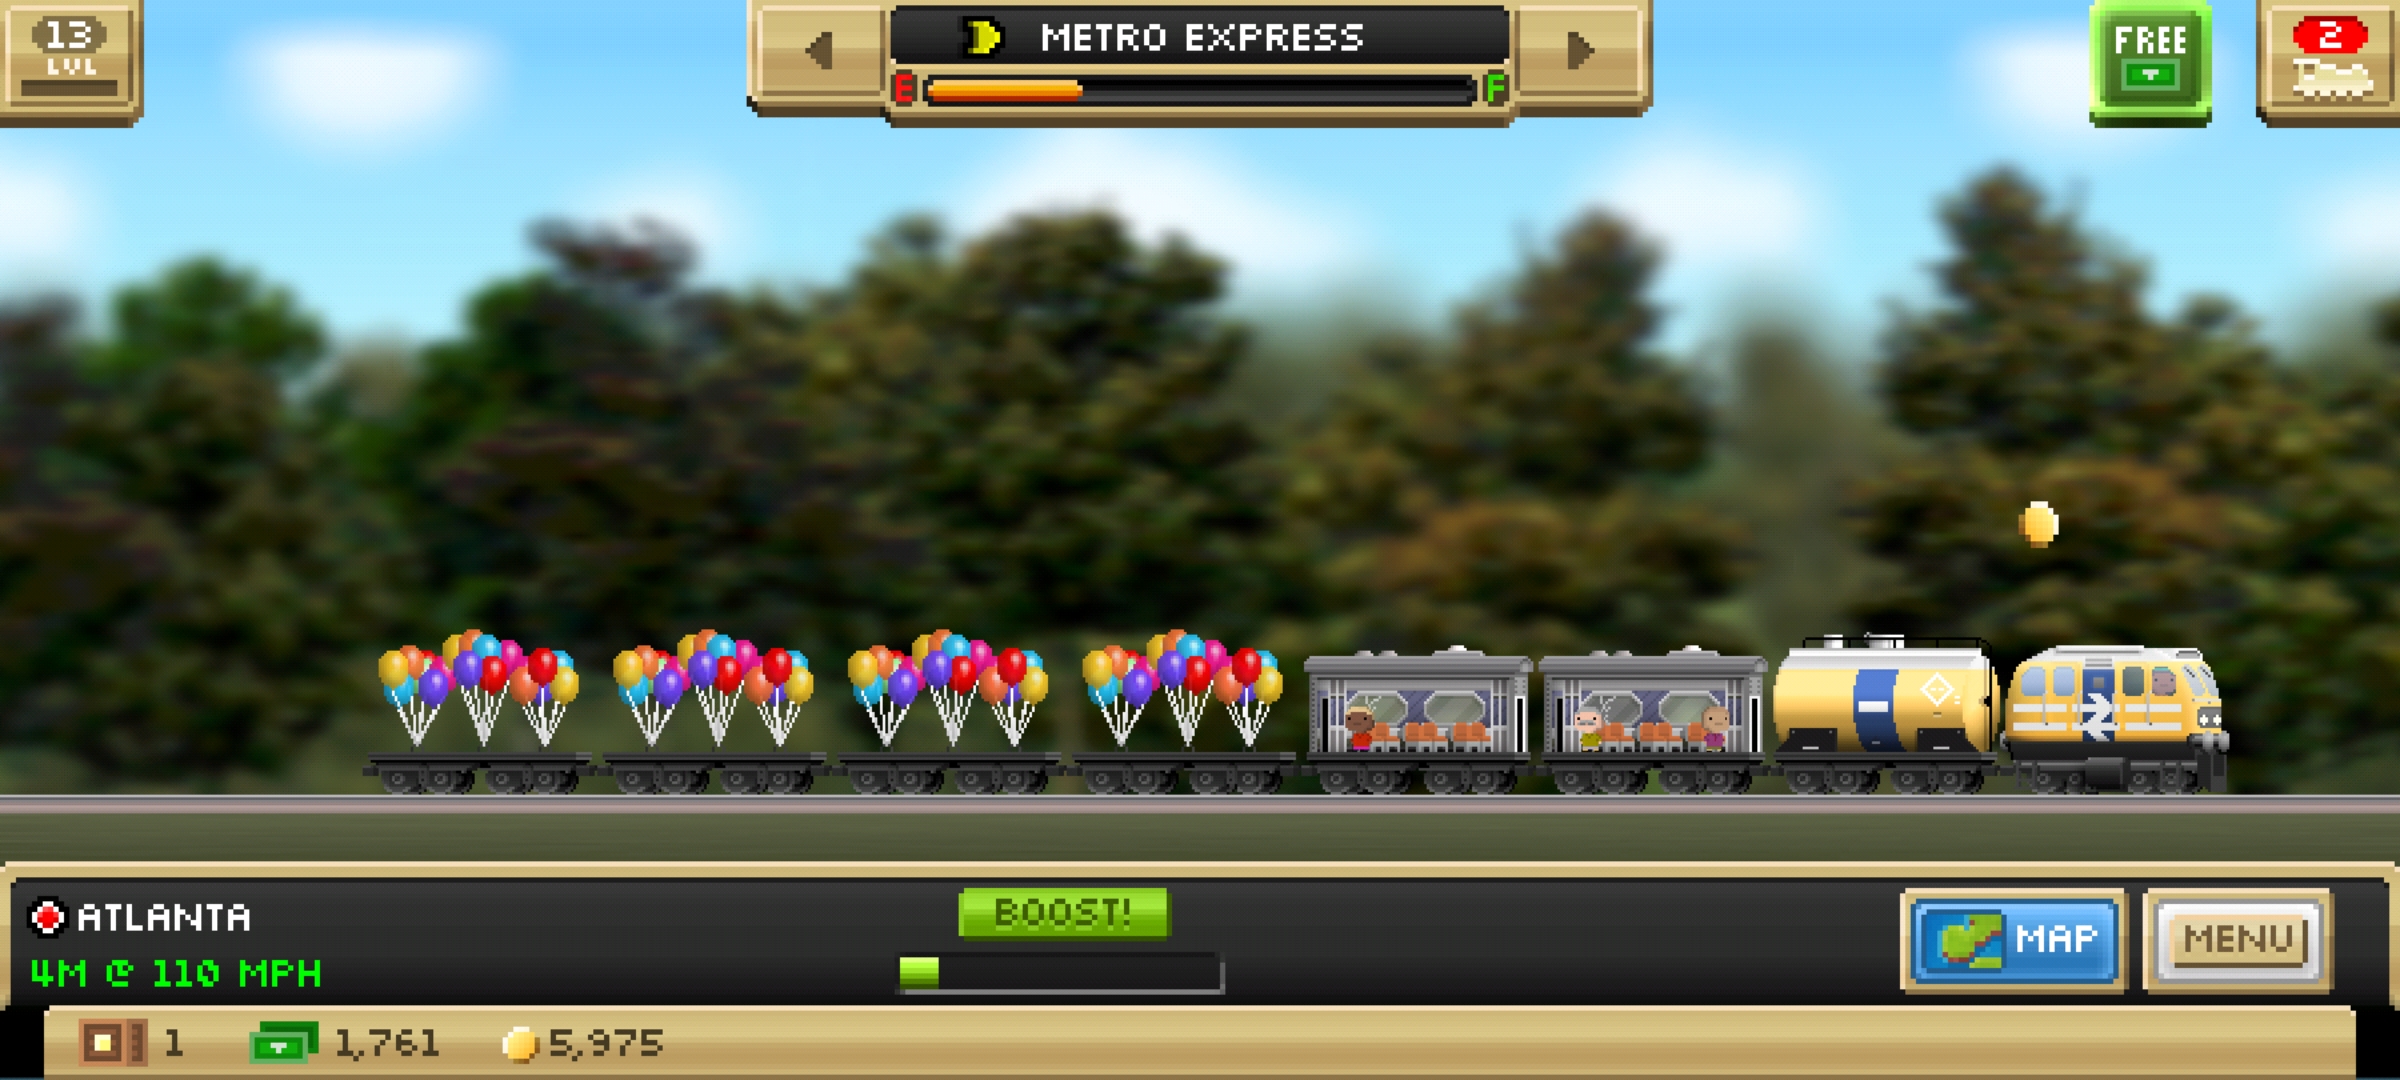 13
LVL
METRO EXPRESS
E F
FREE
2
ATLANTA
4M @ 110 MPH
BOOST!
MAP
MENU
1
1,761
5,975